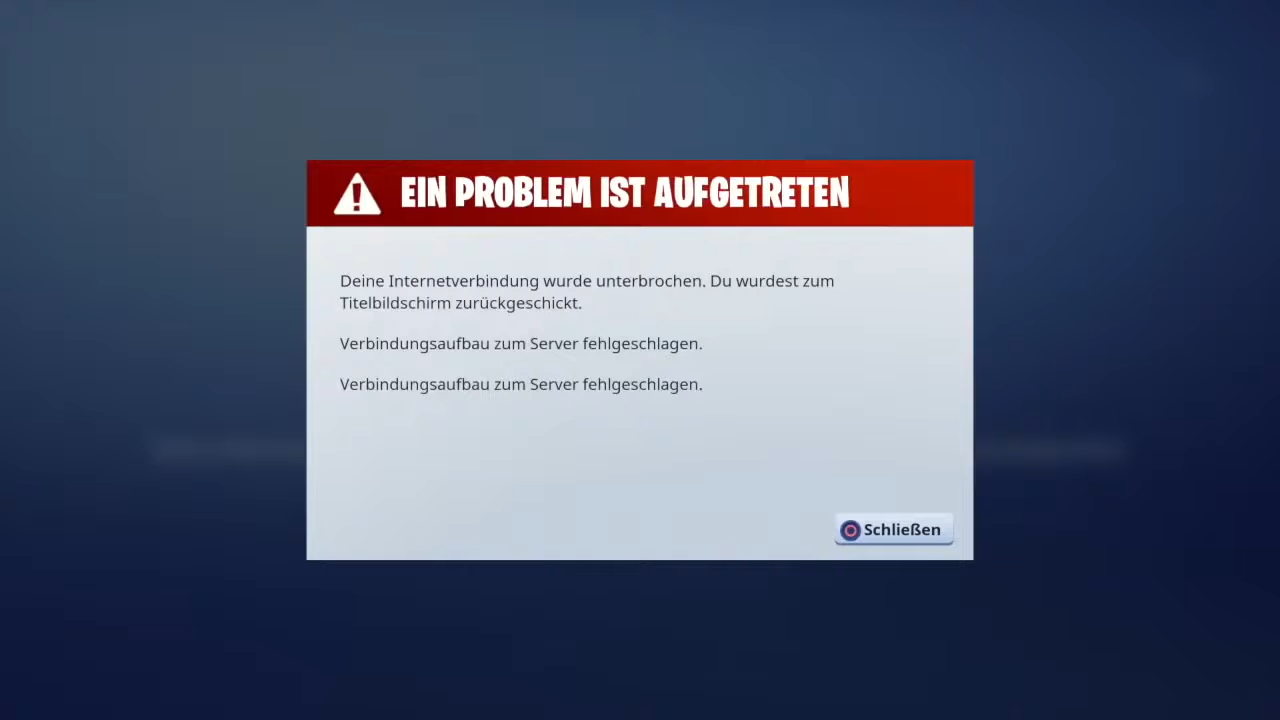 EIN PROBLEM IST AUFGETRETEN
Deine Internetverbindung wurde unterbrochen. Du wurdest zum
Titelbildschirm zurückgeschickt.
Verbindungsaufbau zum Server fehlgeschlagen.
Verbindungsaufbau zum Server fehlgeschlagen.
Schließen